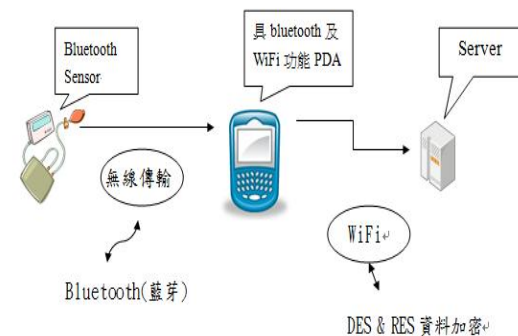 Bluetooth
Sensor
具 bluetooth 及
WiFi 功能 PDA
Server
無線傳輸
WiFi
Bluetooth(藍芽)
DES & RES 資料加密